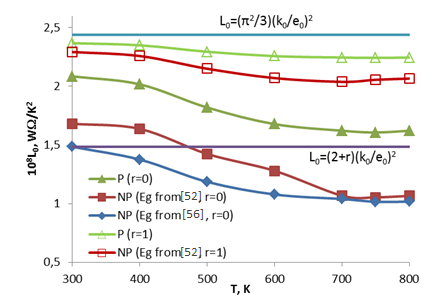 L₀=(π²/3)(k₀/e₀)²
2,5
2
1,5
1
0,5
10⁸L₀, WΩ/K²
L₀=(2+r)(k₀/e₀)²
P (r=0)
NP (Eg from[52] r=0)
NP (Eg from[56] , r=0)
P (r=1)
NP (Eg from[52] r=1)
300 400 500 600 700 800
T, K